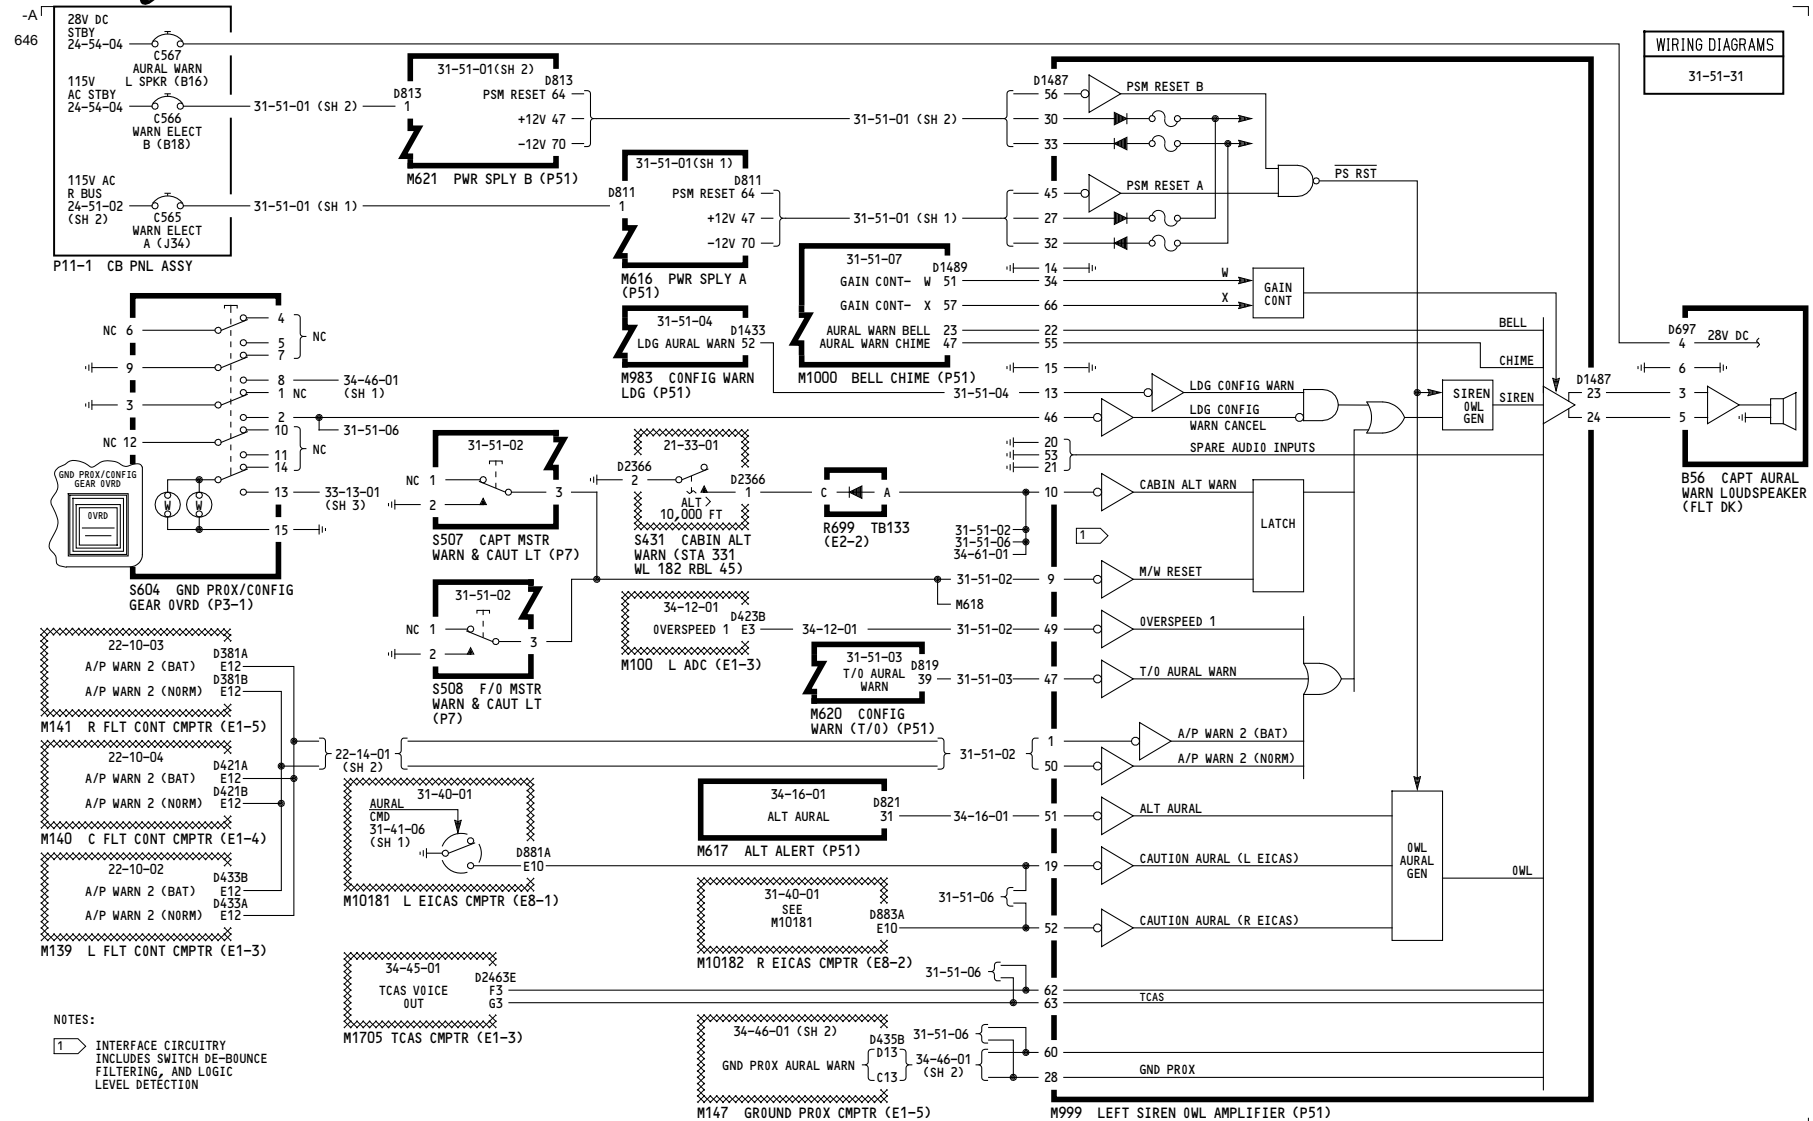 -A
646
28V DC
STBY
24-54-04
C567
AURAL WARN
L SPKR (B16)
115V
AC STBY
24-54-04
C566
WARN ELECT
B (B18)
31-51-01 (SH 2)
115V AC
R BUS
24-51-02
(SH 2)
C565
WARN ELECT
A (J34)
31-51-01 (SH 1)
P11-1 CB PNL ASSY
31-51-01(SH 2)
D813
1
D813
PSM RESET 64
+12V 47
-12V 70
M621 PWR SPLY B (P51)
31-51-01 (SH 2)
31-51-01(SH 1)
D811
1
D811
PSM RESET 64
+12V 47
-12V 70
M616 PWR SPLY A
(P51)
31-51-01 (SH 1)
31-51-07
D1489
GAIN CONT- W 51
GAIN CONT- X 57
AURAL WARN BELL 23
AURAL WARN CHIME 47
M1000 BELL CHIME (P51)
31-51-04
D1433
LDG AURAL WARN 52
M983 CONFIG WARN
LDG (P51)
31-51-04
WIRING DIAGRAMS
31-51-31
D1487
56
PSM RESET B
30
33
45
PSM RESET A
27
32
PS RST
14
34
W
66
X
GAIN
CONT
22
BELL
55
CHIME
15
13
LDG CONFIG WARN
46
LDG CONFIG
WARN CANCEL
SIREN
OWL
GEN
SIREN
D1487
23
24
20
53
21
SPARE AUDIO INPUTS
10
CABIN ALT WARN
LATCH
1
9
M/W RESET
49
OVERSPEED 1
47
T/O AURAL WARN
1
A/P WARN 2 (BAT)
50
A/P WARN 2 (NORM)
51
ALT AURAL
19
CAUTION AURAL (L EICAS)
52
CAUTION AURAL (R EICAS)
OWL
AURAL
GEN
OWL
62
63
TCAS
60
28
GND PROX
M999 LEFT SIREN OWL AMPLIFIER (P51)
D697
4
28V DC
6
3
5
B56 CAPT AURAL
WARN LOUDSPEAKER
(FLT DK)
NC 6
4
5
NC
7
9
8
34-46-01
(SH 1)
1 NC
3
2
31-51-06
10
NC 12
11
NC
14
13
33-13-01
(SH 3)
15
W
W
GND PROX/CONFIG
GEAR OVRD
OVRD
S604 GND PROX/CONFIG
GEAR OVRD (P3-1)
31-51-02
NC 1
2
3
S507 CAPT MSTR
WARN & CAUT LT (P7)
21-33-01
D2366
2
D2366
1
ALT >
10,000 FT
S431 CABIN ALT
WARN (STA 331
WL 182 RBL 45)
C
A
R699 TB133
(E2-2)
31-51-02
31-51-06
34-61-01
31-51-02
NC 1
2
3
S508 F/O MSTR
WARN & CAUT LT
(P7)
31-51-02
M618
34-12-01
D423B
OVERSPEED 1 E3
M100 L ADC (E1-3)
34-12-01
31-51-02
31-51-03
D819
T/O AURAL
WARN
39
M620 CONFIG
WARN (T/O) (P51)
31-51-03
22-10-03
D381A
A/P WARN 2 (BAT) E12
D381B
A/P WARN 2 (NORM) E12
M141 R FLT CONT CMPTR (E1-5)
22-10-04
D421A
A/P WARN 2 (BAT) E12
D421B
A/P WARN 2 (NORM) E12
M140 C FLT CONT CMPTR (E1-4)
22-10-02
D433B
A/P WARN 2 (BAT) E12
D433A
A/P WARN 2 (NORM) E12
M139 L FLT CONT CMPTR (E1-3)
22-14-01
(SH 2)
31-51-02
31-40-01
AURAL
CMD
31-41-06
(SH 1)
D881A
E10
M10181 L EICAS CMPTR (E8-1)
34-16-01
D821
ALT AURAL 31
M617 ALT ALERT (P51)
34-16-01
31-40-01
SEE
M10181
D883A
E10
M10182 R EICAS CMPTR (E8-2)
31-51-06
34-45-01
D2463E
TCAS VOICE
OUT
F3
G3
M1705 TCAS CMPTR (E1-3)
31-51-06
34-46-01 (SH 2)
D435B
GND PROX AURAL WARN
D13
C13
M147 GROUND PROX CMPTR (E1-5)
31-51-06
34-46-01
(SH 2)
NOTES:
1 INTERFACE CIRCUITRY
INCLUDES SWITCH DE-BOUNCE
FILTERING, AND LOGIC
LEVEL DETECTION